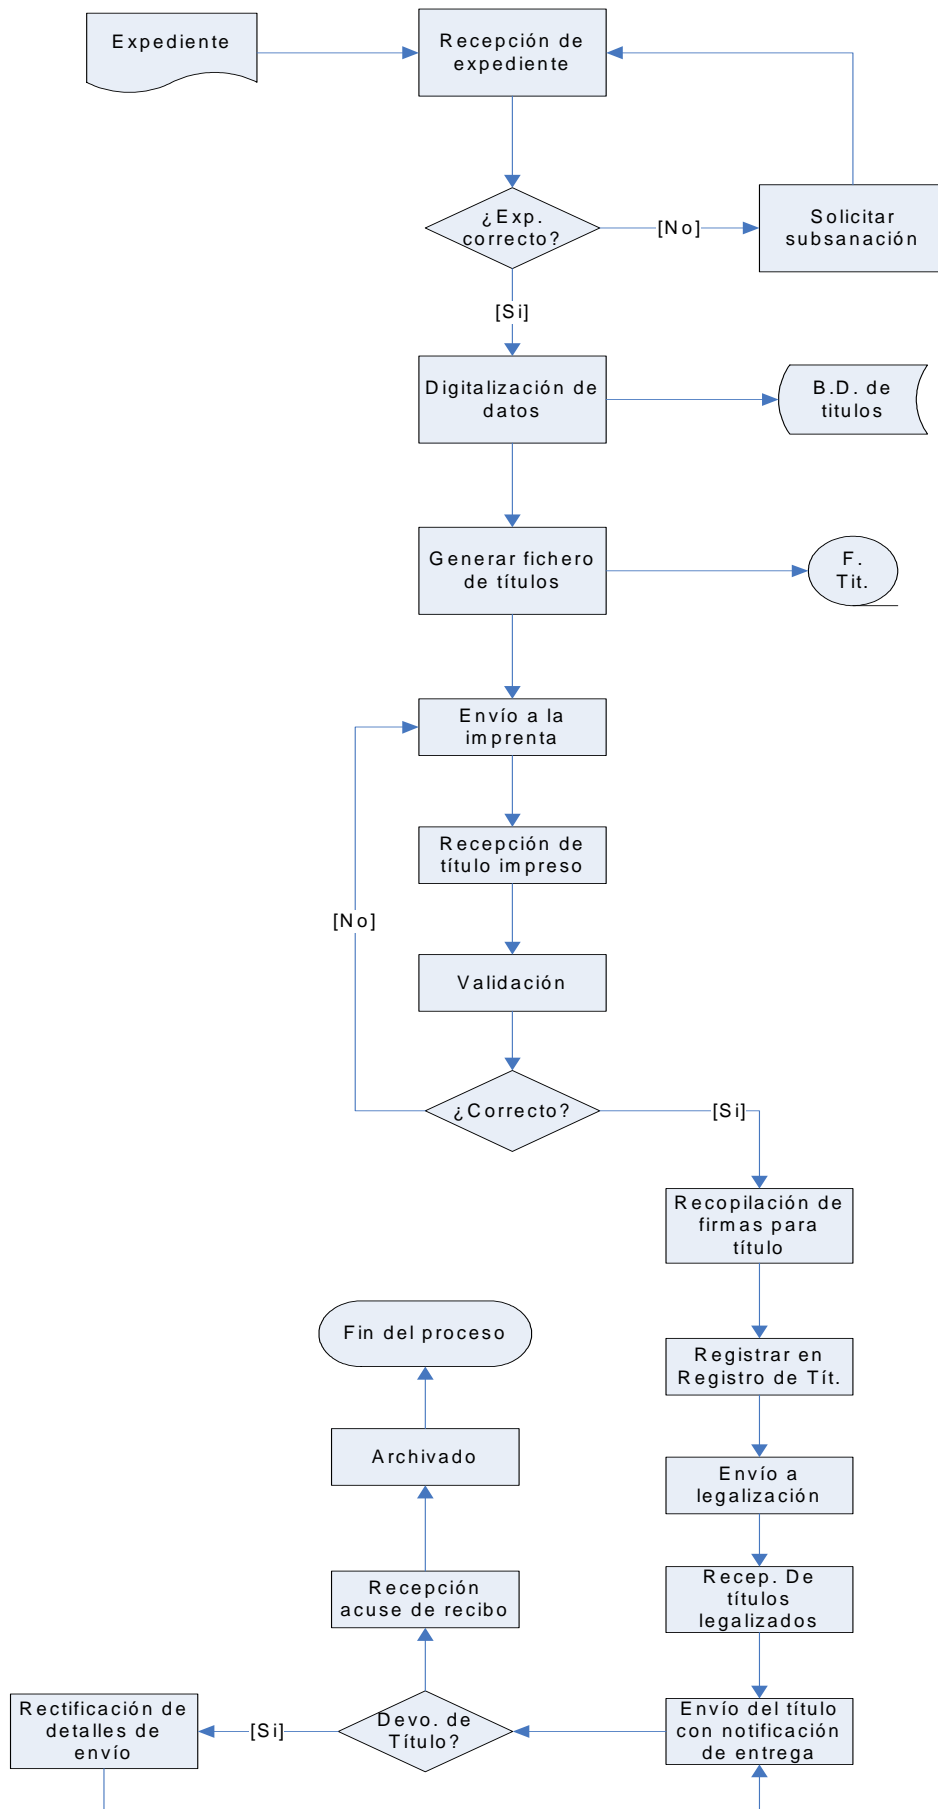 Expediente
Recepción de
expediente
¿Exp.
correcto?
[No]
Solicitar
subsanación
[Si]
Digitalización de
datos
B.D. de
titulos
Generar fichero
de títulos
F.
Tit.
Envío a la
imprenta
Recepción de
título impreso
[No]
Validación
¿Correcto?
[Si]
Recopilación de
firmas para
título
Fin del proceso
Registrar en
Registro de Tít.
Archivado
Envío a
legalización
Recepción
acuse de recibo
Recep. De
títulos
legalizados
Rectificación de
detalles de
envío
[Si]
Devo. de
Título?
Envío del título
con notificación
de entrega